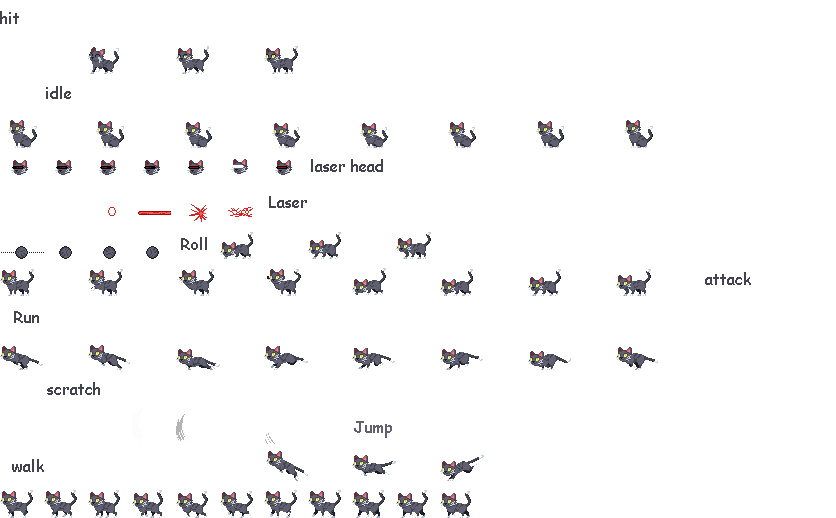 hit
idle
laser head
Laser
Roll
attack
Run
scratch
Jump
walk